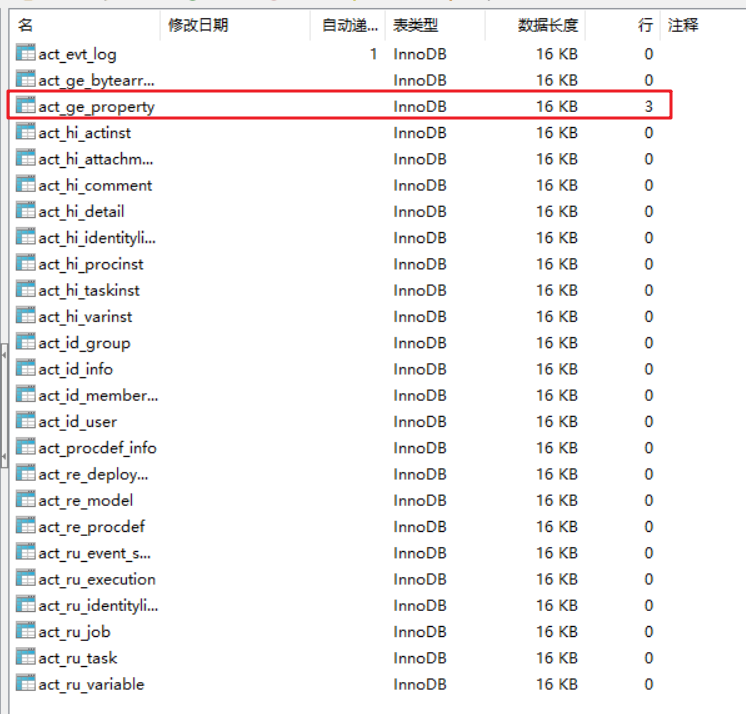 名 修改日期 自动递... 表类型 数据长度 行 注释
act_evt_log 1 InnoDB 16 KB 0
act_ge_bytearr... InnoDB 16 KB 0
act_ge_property InnoDB 16 KB 3
act_hi_actinst InnoDB 16 KB 0
act_hi_attachm... InnoDB 16 KB 0
act_hi_comment InnoDB 16 KB 0
act_hi_detail InnoDB 16 KB 0
act_hi_identityli... InnoDB 16 KB 0
act_hi_procinst InnoDB 16 KB 0
act_hi_taskinst InnoDB 16 KB 0
act_hi_varinst InnoDB 16 KB 0
act_id_group InnoDB 16 KB 0
act_id_info InnoDB 16 KB 0
act_id_member... InnoDB 16 KB 0
act_id_user InnoDB 16 KB 0
act_procdef_info InnoDB 16 KB 0
act_re_deploy... InnoDB 16 KB 0
act_re_model InnoDB 16 KB 0
act_re_procdef InnoDB 16 KB 0
act_ru_event_s... InnoDB 16 KB 0
act_ru_execution InnoDB 16 KB 0
act_ru_identityli... InnoDB 16 KB 0
act_ru_job InnoDB 16 KB 0
act_ru_task InnoDB 16 KB 0
act_ru_variable InnoDB 16 KB 0